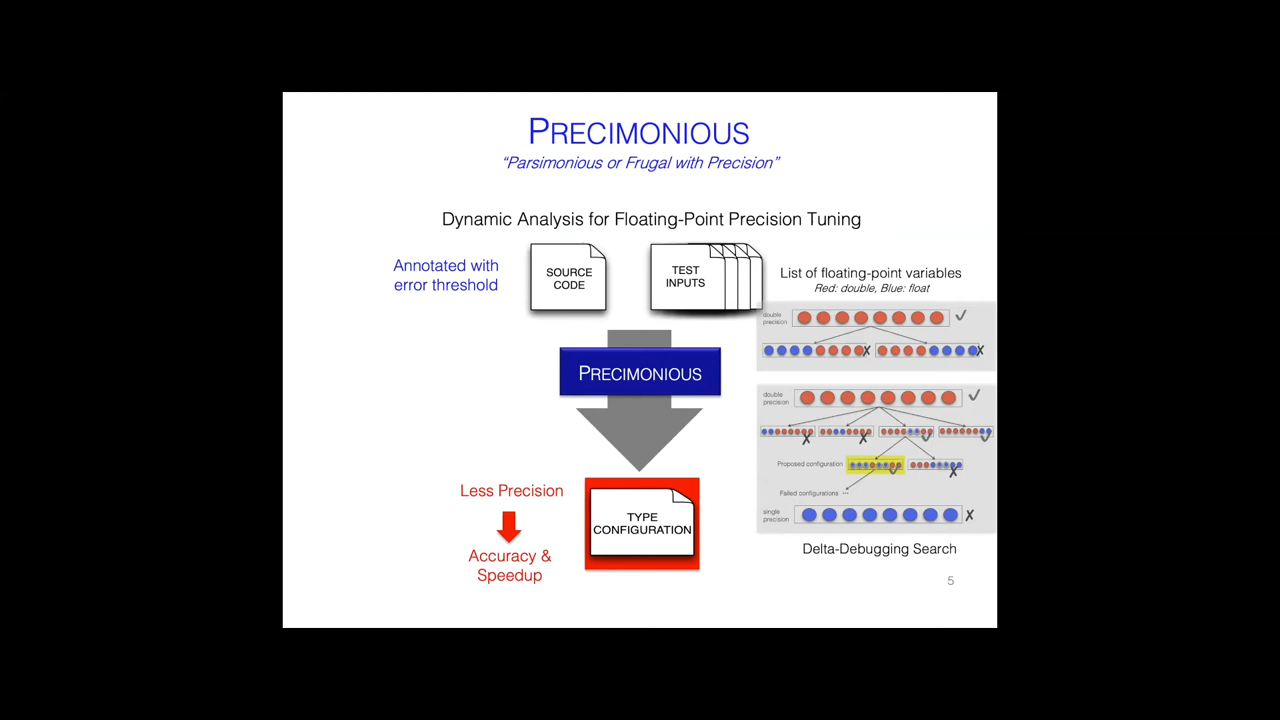 PRECIMONIOUS
“Parsimonious or Frugal with Precision”
Dynamic Analysis for Floating-Point Precision Tuning
Annotated with
error threshold
SOURCE
CODE
TEST
INPUTS
List of floating-point variables
Red: double, Blue: float
double
precision
PRECIMONIOUS
double
precision
Proposed configuration
Failed configurations ...
single
precision
Delta-Debugging Search
Less Precision
Accuracy &
Speedup
TYPE
CONFIGURATION
5